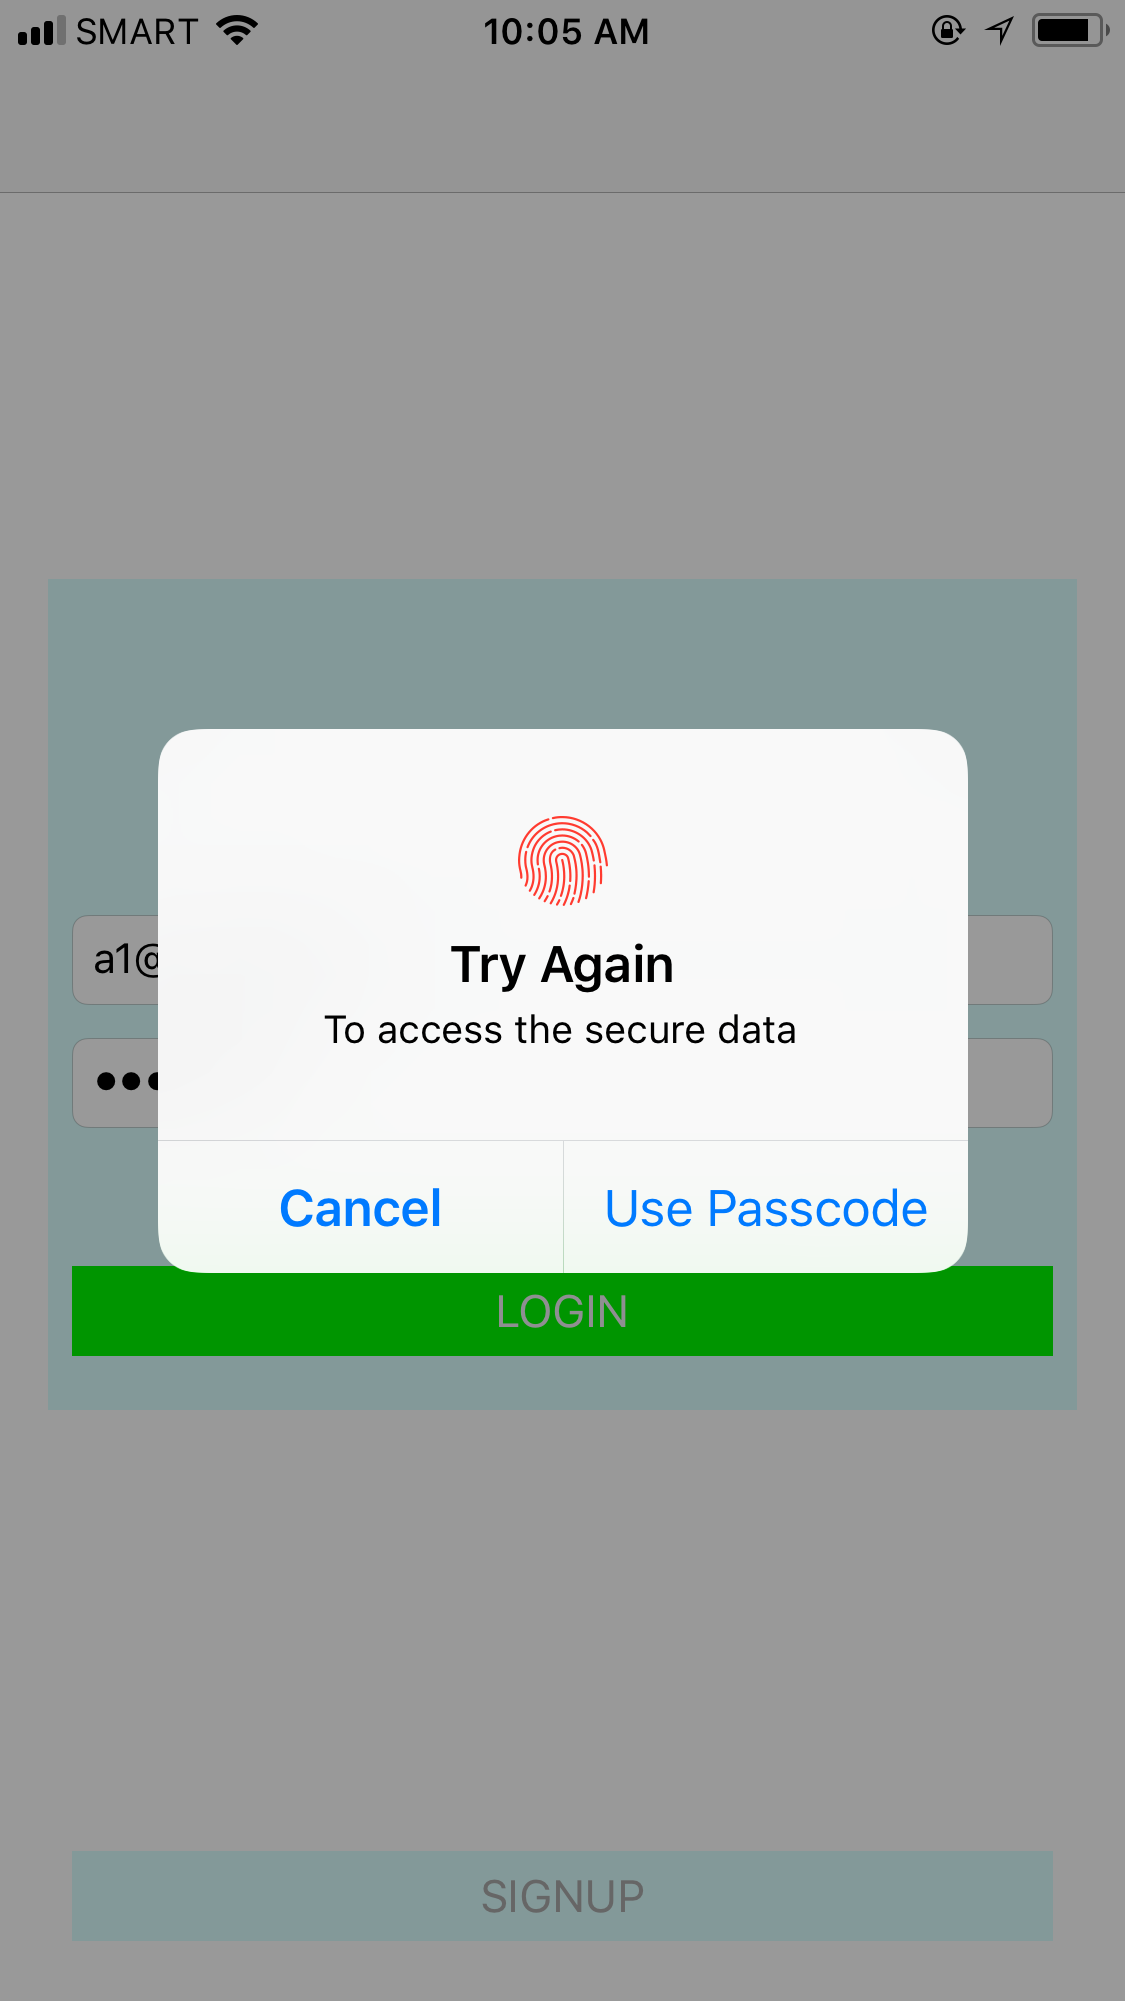 SMART 10:05 AM
a1@
Try Again
To access the secure data
Cancel Use Passcode
LOGIN
SIGNUP